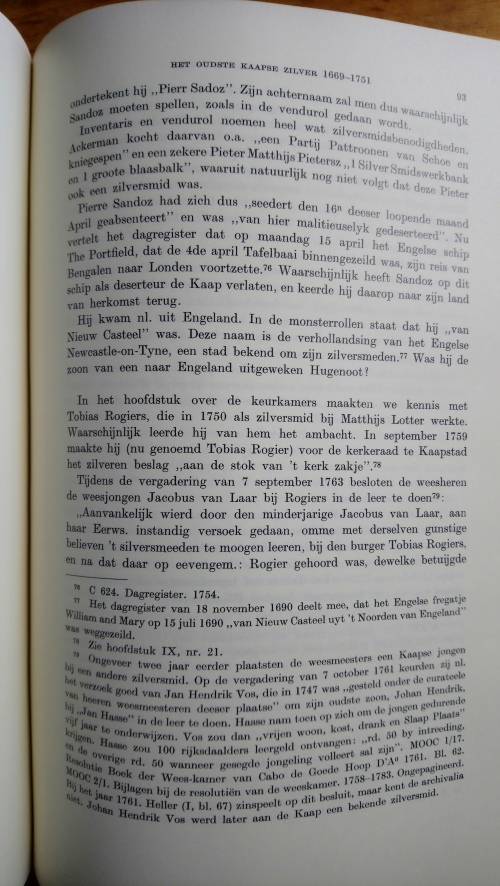 HET OUDSTE KAAPSE ZILVER 1669–1751
93
ondertekent hij „Pierr Sadoz”. Zijn achternaam zal men dus waarschijnlijk
Sandoz moeten spellen, zoals in de vendurol gedaan wordt.
Inventaris en vendurol noemen heel wat zilversmidsbenodigheden.
Ackerman kocht daarvan o.a. „een Partij Pattroonen van Schoe en
kniegespen” en een zekere Pieter Matthijs Pietersz „1 Silver Smidswerkbank
en 1 groote blaasbalk”, waaruit natuurlijk nog niet volgt dat deze Pieter
ook een zilversmid was.
Pierre Sandoz had zich dus „seedert den 16ⁿ deeser loopende maand
April geabsenteert” en was „van hier malitieuselyk gedeserteerd”. Nu
vertelt het dagregister dat op maandag 15 april het Engelse schip
The Portfield, dat de 4de april Tafelbaai binnengezeild was, zijn reis van
Bengalen naar Londen voortzette.⁷⁶ Waarschijnlijk heeft Sandoz op dit
schip als deserteur de Kaap verlaten, en keerde hij daarop naar zijn land
van herkomst terug.
Hij kwam nl. uit Engeland. In de monsterrollen staat dat hij „van
Nieuw Casteel” was. Deze naam is de verhollandsing van het Engelse
Newcastle-on-Tyne, een stad bekend om zijn zilversmeden.⁷⁷ Was hij de
zoon van een naar Engeland uitgeweken Hugenoot?
In het hoofdstuk over de keurkamers maakten we kennis met
Tobias Rogiers, die in 1750 als zilversmid bij Matthijs Lotter werkte.
Waarschijnlijk leerde hij van hem het ambacht. In september 1759
maakte hij (nu genoemd Tobias Rogier) voor de kerkeraad te Kaapstad
het zilveren beslag „aan de stok van ’t kerk zakje”.⁷⁸
Tijdens de vergadering van 7 september 1763 besloten de weesheren
de weesjongen Jacobus van Laar bij Rogiers in de leer te doen⁷⁹:
„Aanvankelijk wierd door den minderjarige Jacobus van Laar, aan
haar Eerws. instandig versoek gedaan, omme met derselven gunstige
believen ’t silversmeeden te moogen leeren, bij den burger Tobias Rogiers,
en na dat daar op eevengem.: Rogier gehoord was, dewelke betuijgde
⁷⁶ C 624. Dagregister. 1754.
⁷⁷ Het dagregister van 18 november 1690 deelt mee, dat het Engelse fregatje
William and Mary op 15 juli 1690 „van Nieuw Casteel uyt ’t Noorden van Engeland”
was weggezeild.
⁷⁸ Zie hoofdstuk IX, nr. 21.
⁷⁹ Ongeveer twee jaar eerder plaatsten de weesmeesters een Kaapse jongen
bij een andere zilversmid. Op de vergadering van 7 october 1761 keurden zij nl.
het verzoek goed van Jan Hendrik Vos, die in 1747 was „gesteld onder de curateele
van heeren weesmeesteren deeser plaatse” om zijn oudste zoon, Johan Hendrik,
bij „Jan Hasse” in de leer te doen. Hasse nam toen op zich om de jongen gedurende
vijf jaar te onderwijzen. Vos zou dan „vrijen woon, kost, drank en Slaap Plaats”
krijgen. Hasse zou 100 rijksdaalders leergeld ontvangen: „rd. 50 by intreeding,
en de overige rd. 50 wanneer gesegde jongeling volleert sal zijn”. MOOC 1/17.
Resolutie Boek der Wees-kamer van Cabo de Goede Hoop D’Aº 1761. Bl. 62.
MOOC 2/1. Bijlagen bij de resolutiën van de weeskamer. 1758–1783. Ongepagineerd.
Bij het jaar 1761. Heller (I, bl. 67) zinspeelt op dit besluit, maar kent de archivalia
niet. Johan Hendrik Vos werd later aan de Kaap een bekende zilversmid.